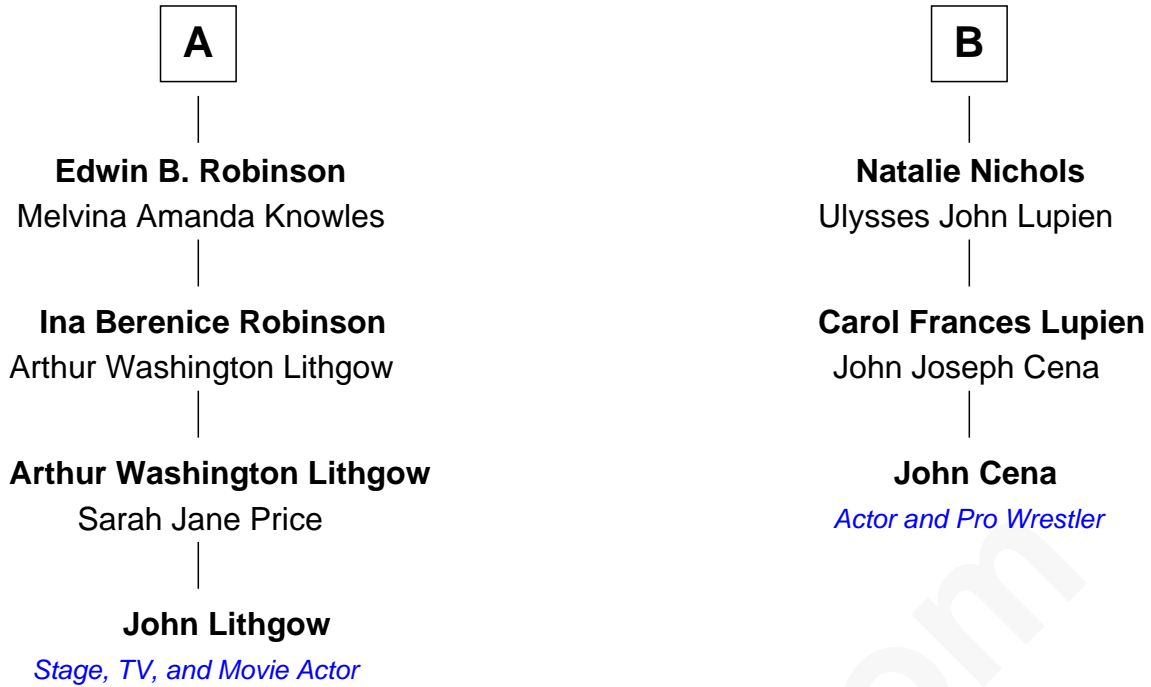 A
Edwin B. Robinson
Melvina Amanda Knowles
Ina Berenice Robinson
Arthur Washington Lithgow
Arthur Washington Lithgow
Sarah Jane Price
John Lithgow
Stage, TV, and Movie Actor
B
Natalie Nichols
Ulysses John Lupien
Carol Frances Lupien
John Joseph Cena
John Cena
Actor and Pro Wrestler
om